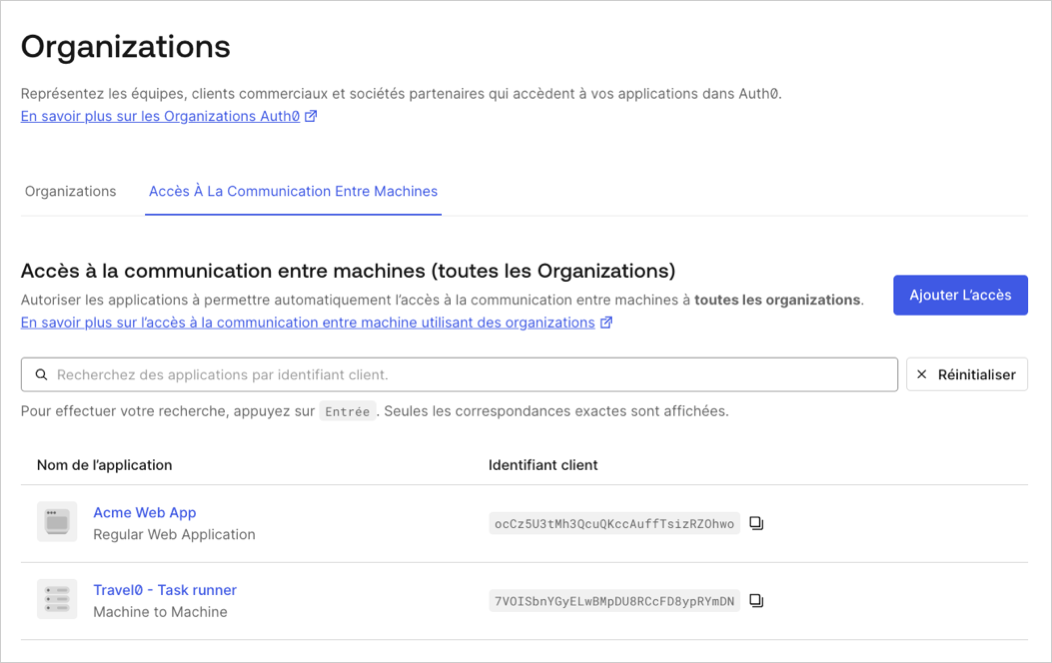 Organizations
Représentez les équipes, clients commerciaux et sociétés partenaires qui accèdent à vos applications dans Auth0.
En savoir plus sur les Organizations Auth0
Organizations
Accès À La Communication Entre Machines
Accès à la communication entre machines (toutes les Organizations)
Autoriser les applications à permettre automatiquement l’accès à la communication entre machines à toutes les organizations.
En savoir plus sur l’accès à la communication entre machine utilisant des organizations
Ajouter L’accès
Recherchez des applications par identifiant client.
Réinitialiser
Pour effectuer votre recherche, appuyez sur Entrée. Seules les correspondances exactes sont affichées.
Nom de l’application
Identifiant client
Acme Web App
Regular Web Application
ocCz5U3tMh3QcuQKccAuffTsizRZOhwo
Travel0 - Task runner
Machine to Machine
7VOISbnYGyELwBMpDU8RCcFD8ypRYmDN